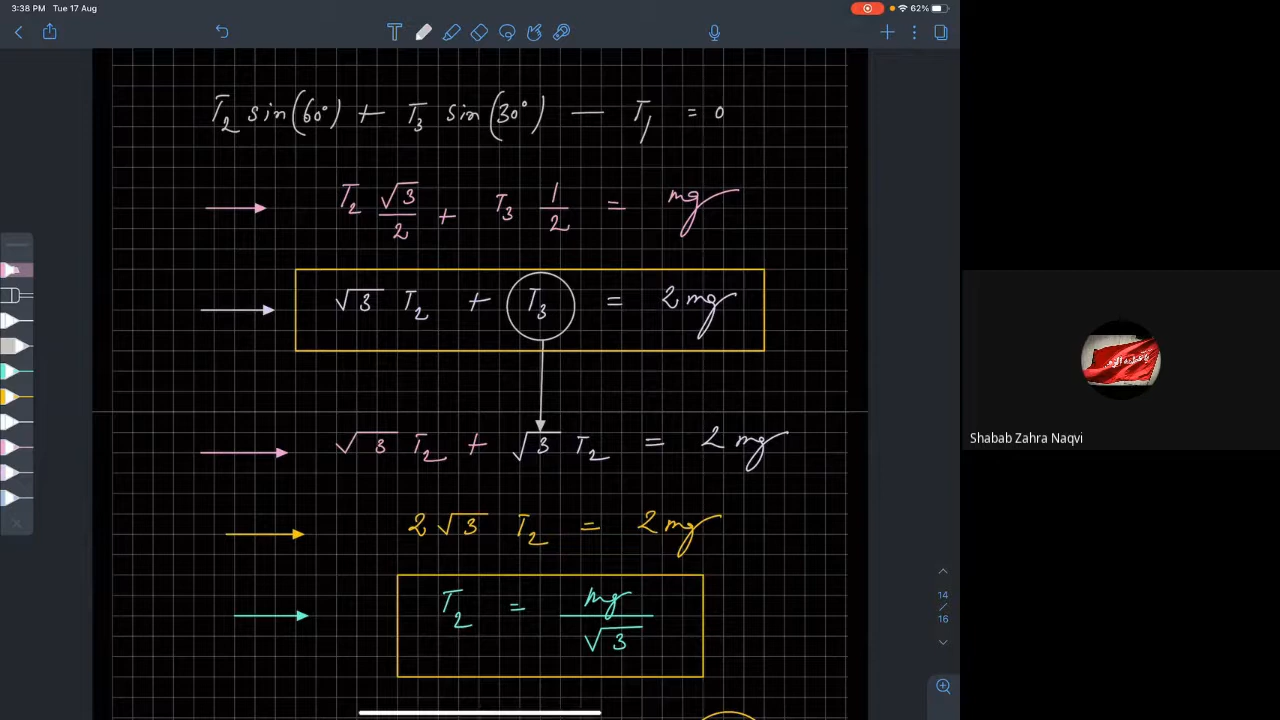 3:38 PM Tue 17 Aug
62%
T₂ sin(60°) + T₃ sin(30°) — T₁ = 0
→ T₂ √3/2 + T₃ 1/2 = mg
→ √3 T₂ + T₃ = 2mg
→ √3 T₂ + √3 T₂ = 2mg
→ 2√3 T₂ = 2mg
→ T₂ = mg/√3
14
/
16
Shabab Zahra Naqvi